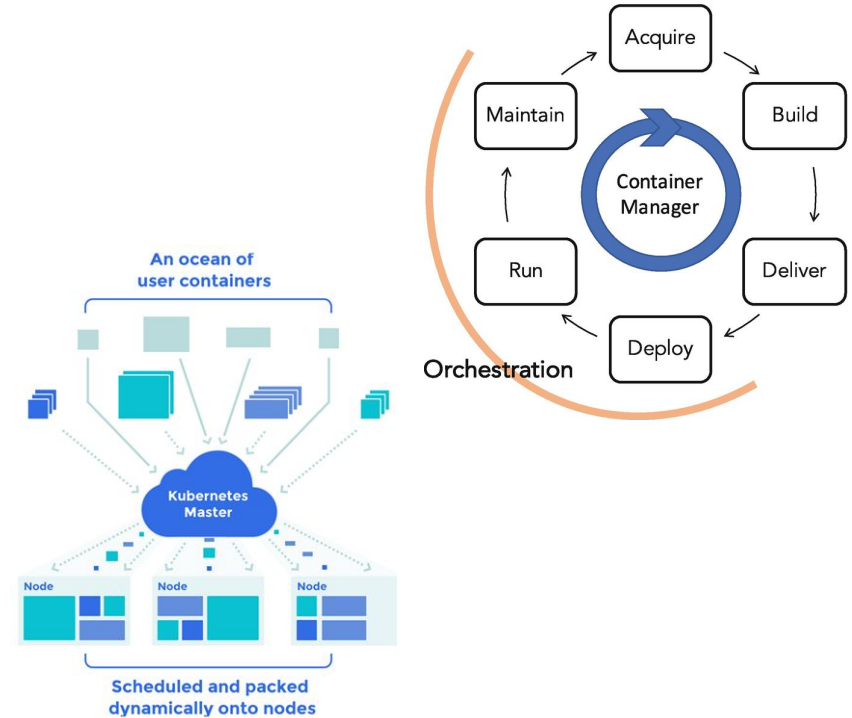 Acquire
Maintain
Build
Container
Manager
Run
Deliver
Deploy
Orchestration
An ocean of
user containers
Kubernetes
Master
Node
Node
Node
Scheduled and packed
dynamically onto nodes